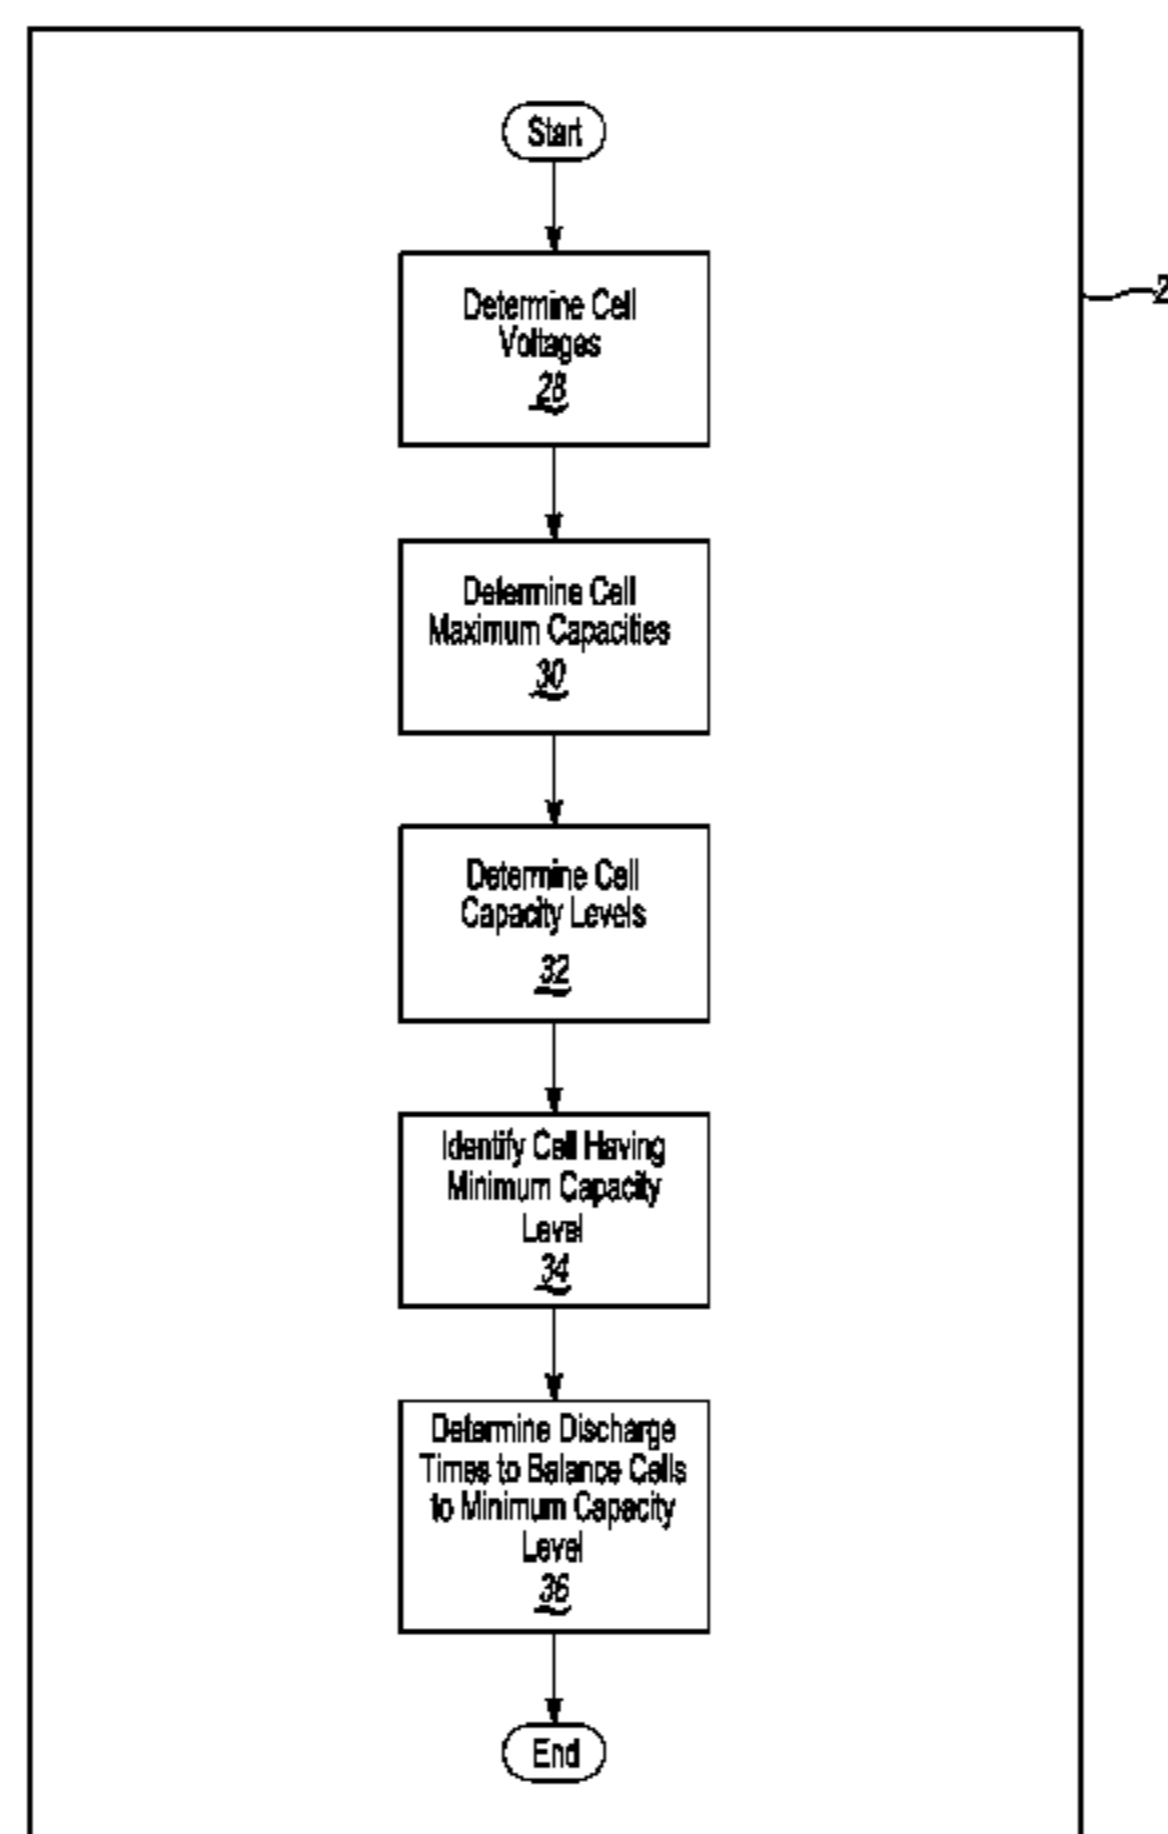 Start
Determine Cell
Voltages
28
2
Determine Cell
Maximum Capacities
30
Determine Cell
Capacity Levels
32
Identify Cell Having
Minimum Capacity
Level
34
Determine Discharge
Times to Balance Cells
to Minimum Capacity
Level
36
End